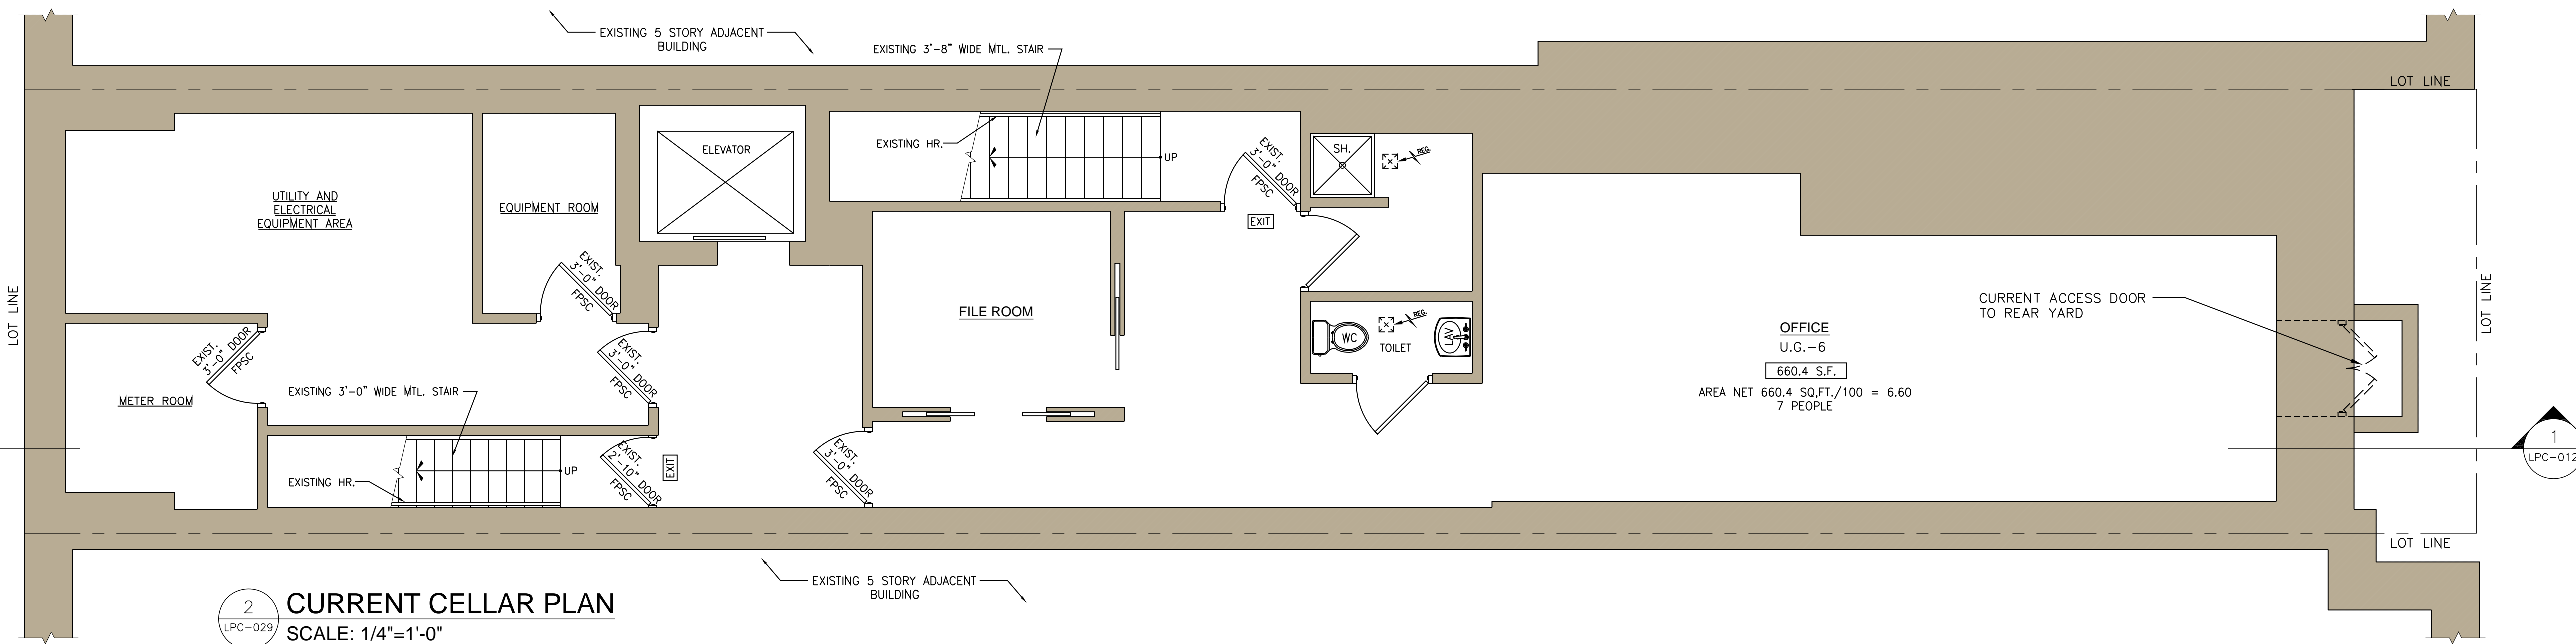 EXISTING 5 STORY ADJACENT
BUILDING
EXISTING 3'-8" WIDE MTL. STAIR
LOT LINE
ELEVATOR
EXISTING HR.
UP
EXIST.
3'-0" DOOR
FPSC
SH.
REG.
UTILITY AND
ELECTRICAL
EQUIPMENT AREA
EQUIPMENT ROOM
EXIT
EXIST.
3'-0" DOOR
FPSC
LOT LINE
FILE ROOM
CURRENT ACCESS DOOR
TO REAR YARD
LOT LINE
REG.
WC
TOILET
LAV
OFFICE
U.G.-6
660.4 S.F.
AREA NET 660.4 SQ,FT./100 = 6.60
7 PEOPLE
EXIST.
3'-0" DOOR
FPSC
EXIST.
3'-0" DOOR
FPSC
METER ROOM
EXISTING 3'-0" WIDE MTL. STAIR
UP
EXISTING HR.
EXIST.
2'-10" DOOR
FPSC
EXIT
EXIST.
3'-0" DOOR
FPSC
1
LPC-012
LOT LINE
EXISTING 5 STORY ADJACENT
BUILDING
2
LPC-029
CURRENT CELLAR PLAN
SCALE: 1/4"=1'-0"